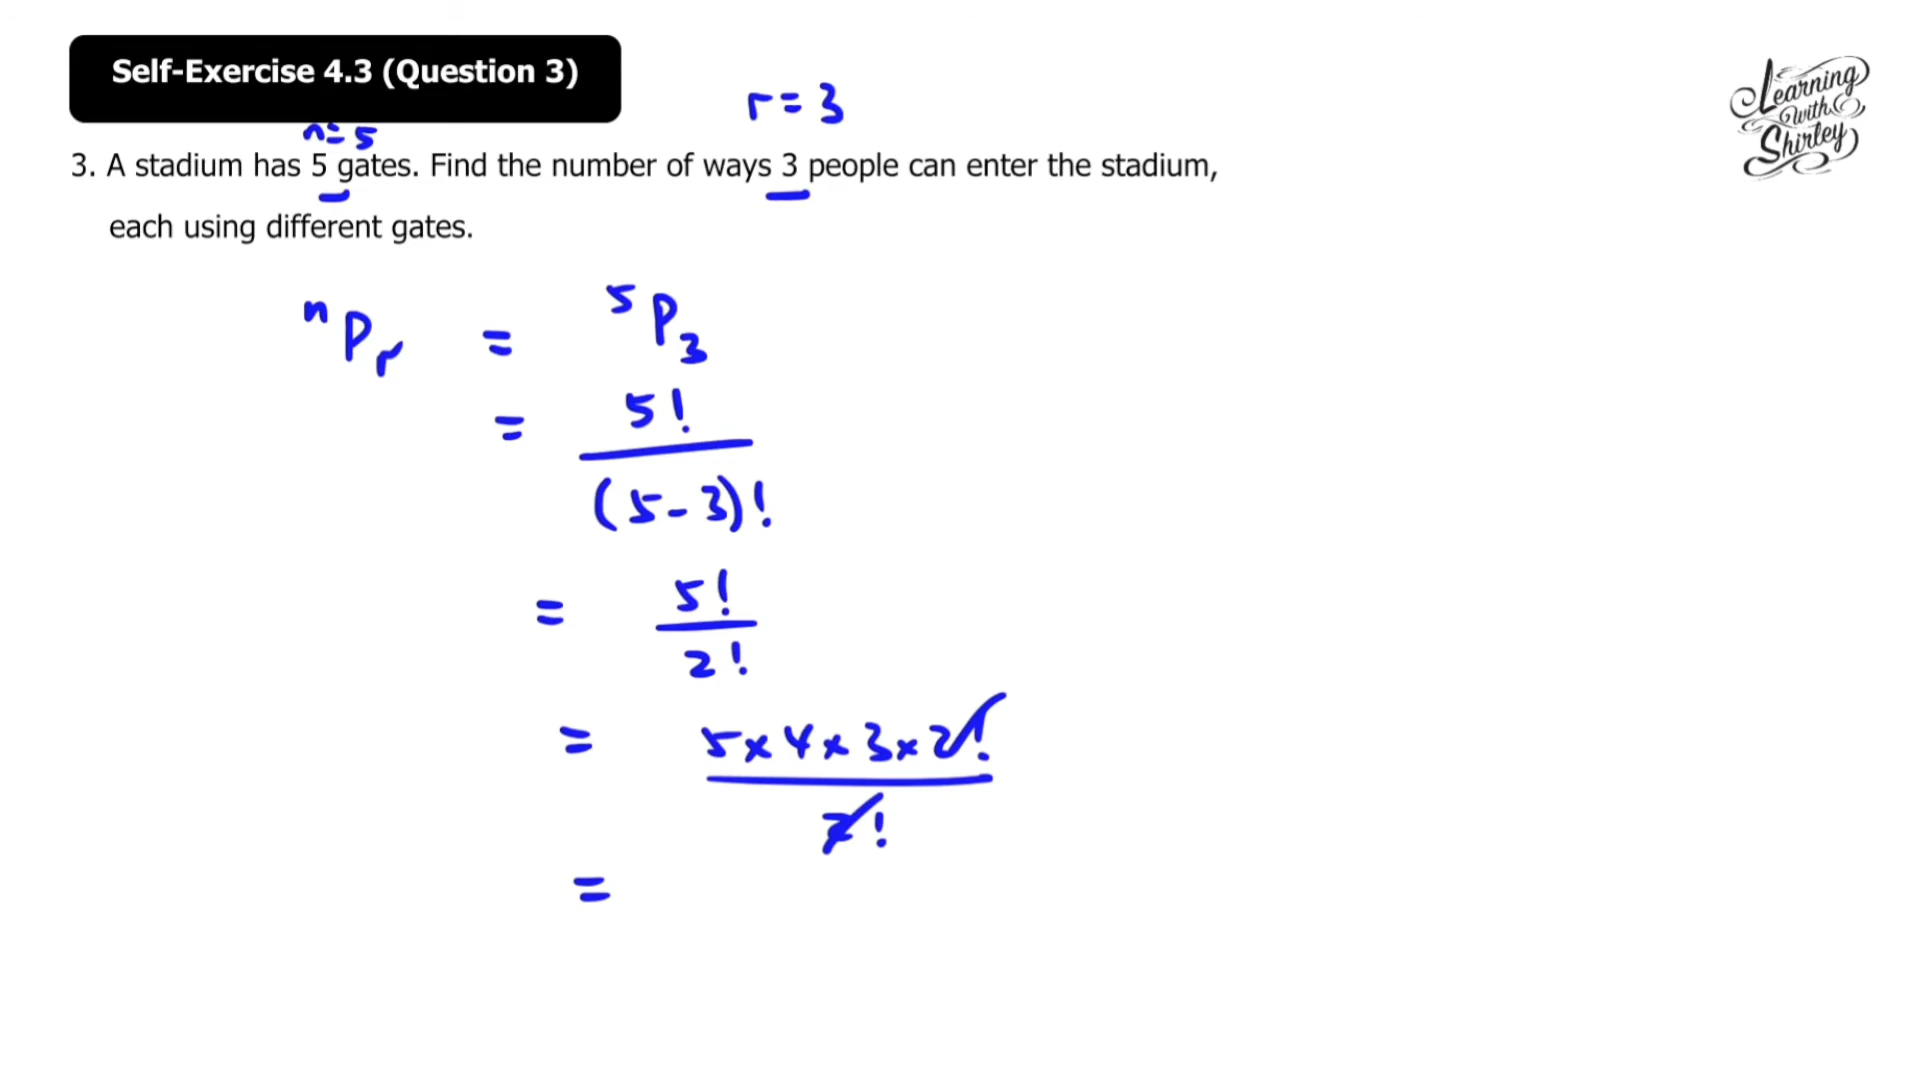 Self-Exercise 4.3 (Question 3)
Learning
With
Shirley
r = 3
n = 5
3. A stadium has 5 gates. Find the number of ways 3 people can enter the stadium,
each using different gates.
ⁿPᵣ = ⁵P₃
= 5!
(5-3)!
= 5!
2!
= 5 x 4 x 3 x 2!
2!
=